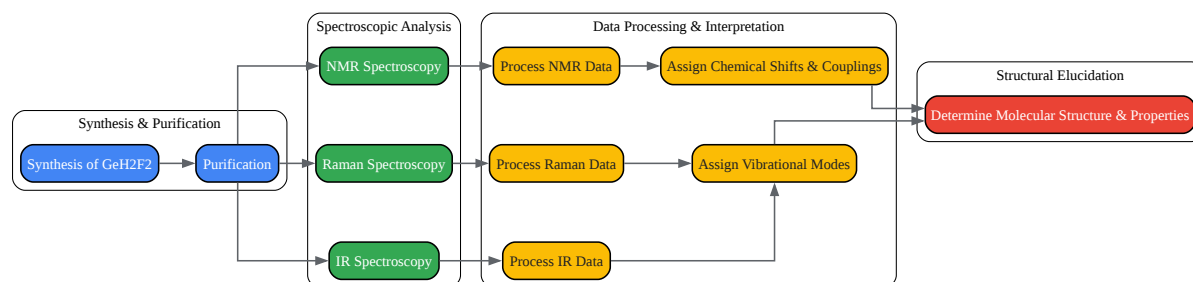 Spectroscopic Analysis
Data Processing & Interpretation
NMR Spectroscopy
Process NMR Data
Assign Chemical Shifts & Couplings
Structural Elucidation
Determine Molecular Structure & Properties
Synthesis & Purification
Synthesis of GeH2F2
Purification
Raman Spectroscopy
Process Raman Data
Assign Vibrational Modes
IR Spectroscopy
Process IR Data